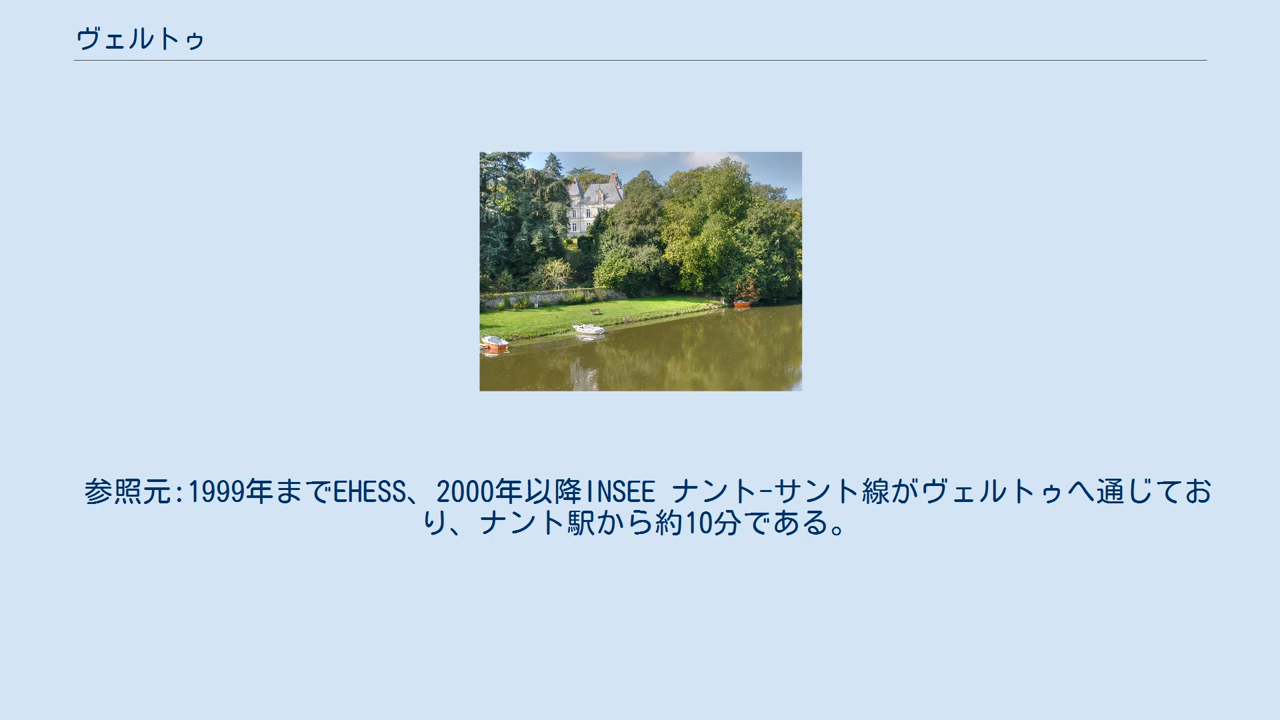 ヴェルトゥ
参照元:1999年までEHESS、2000年以降INSEE ナント-サント線がヴェルトゥへ通じてお
り、ナント駅から約10分である。